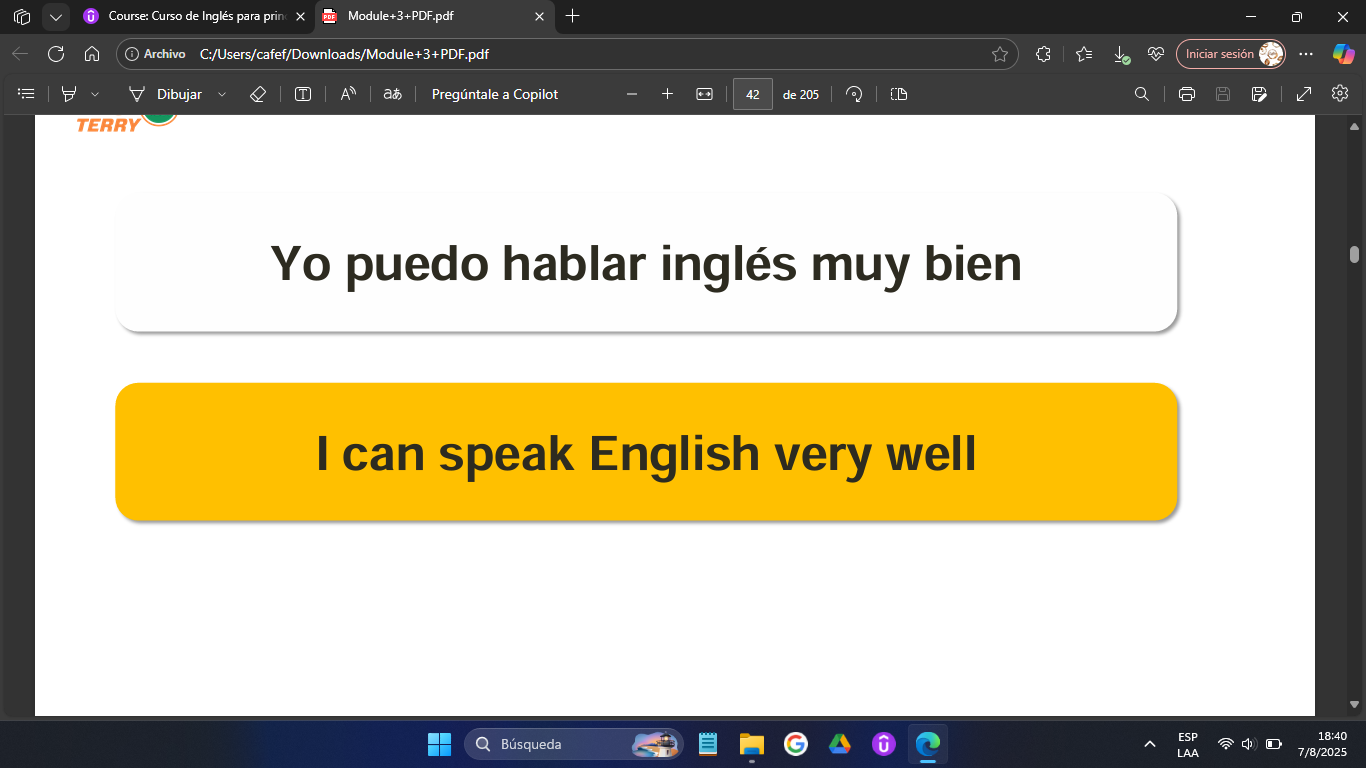 Course: Curso de Inglés para prin
Module+3+PDF.pdf
Archivo C:/Users/cafef/Downloads/Module+3+PDF.pdf
Iniciar sesión
Dibujar
aあ
Pregúntale a Copilot
42 de 205
TERRY
Yo puedo hablar inglés muy bien
I can speak English very well
Búsqueda
ESP
LAA
18:40
7/8/2025